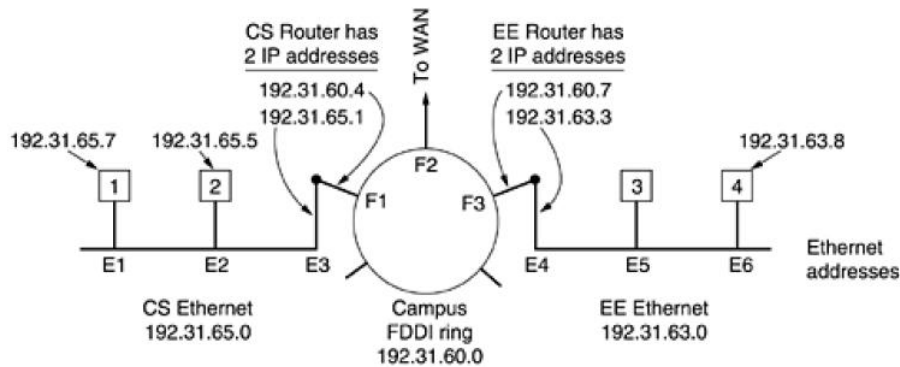 CS Router has
2 IP addresses
192.31.60.4
192.31.65.1
To WAN
EE Router has
2 IP addresses
192.31.60.7
192.31.63.3
192.31.65.7
192.31.65.5
192.31.63.8
1
2
F1
F2
F3
3
4
E1
E2
E3
E4
E5
E6
Ethernet
addresses
CS Ethernet
192.31.65.0
Campus
FDDI ring
192.31.60.0
EE Ethernet
192.31.63.0